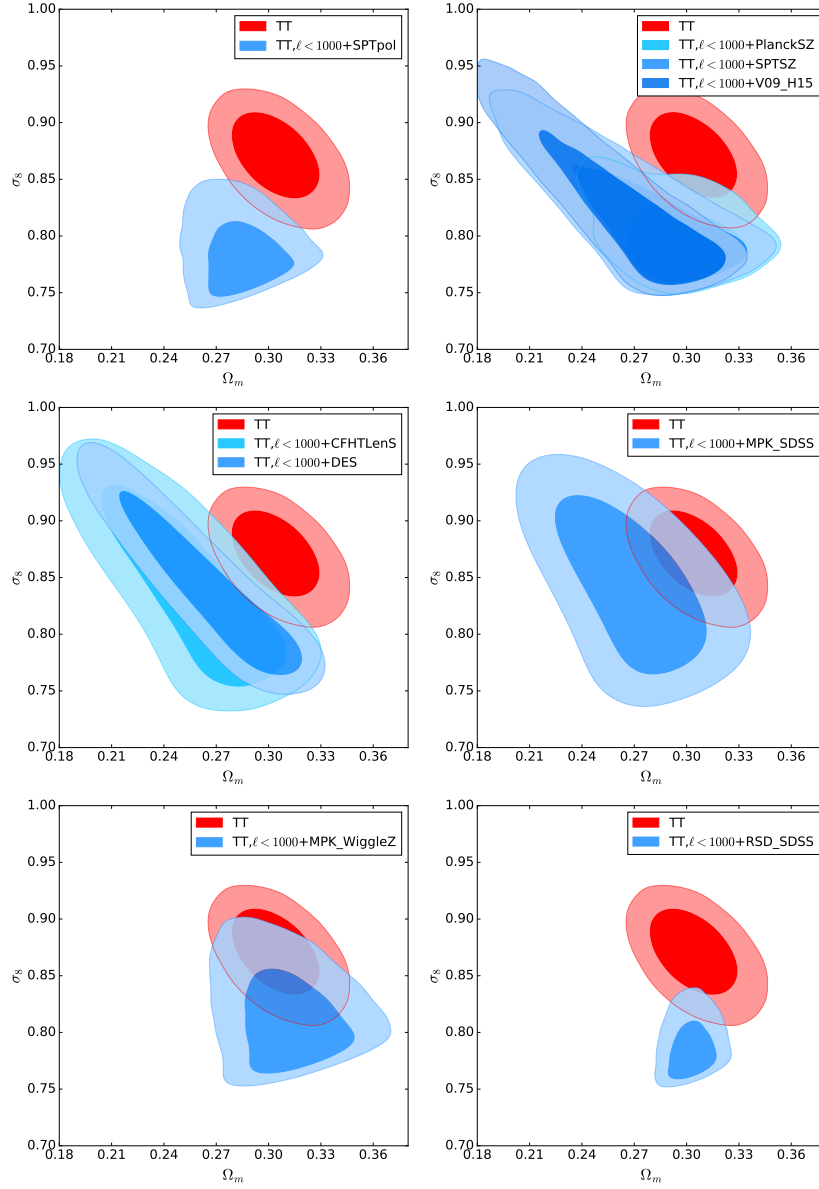 1.00
0.95
0.90
0.85
0.80
0.75
0.70
σ₈
0.18 0.21 0.24 0.27 0.30 0.33 0.36
Ωₘ
TT
TT,ℓ < 1000+SPTpol
1.00
0.95
0.90
0.85
0.80
0.75
0.70
σ₈
0.18 0.21 0.24 0.27 0.30 0.33 0.36
Ωₘ
TT
TT,ℓ < 1000+PlanckSZ
TT,ℓ < 1000+SPTSZ
TT,ℓ < 1000+V09_H15
1.00
0.95
0.90
0.85
0.80
0.75
0.70
σ₈
0.18 0.21 0.24 0.27 0.30 0.33 0.36
Ωₘ
TT
TT,ℓ < 1000+CFHTLenS
TT,ℓ < 1000+DES
1.00
0.95
0.90
0.85
0.80
0.75
0.70
σ₈
0.18 0.21 0.24 0.27 0.30 0.33 0.36
Ωₘ
TT
TT,ℓ < 1000+MPK_SDSS
1.00
0.95
0.90
0.85
0.80
0.75
0.70
σ₈
0.18 0.21 0.24 0.27 0.30 0.33 0.36
Ωₘ
TT
TT,ℓ < 1000+MPK_WiggleZ
1.00
0.95
0.90
0.85
0.80
0.75
0.70
σ₈
0.18 0.21 0.24 0.27 0.30 0.33 0.36
Ωₘ
TT
TT,ℓ < 1000+RSD_SDSS